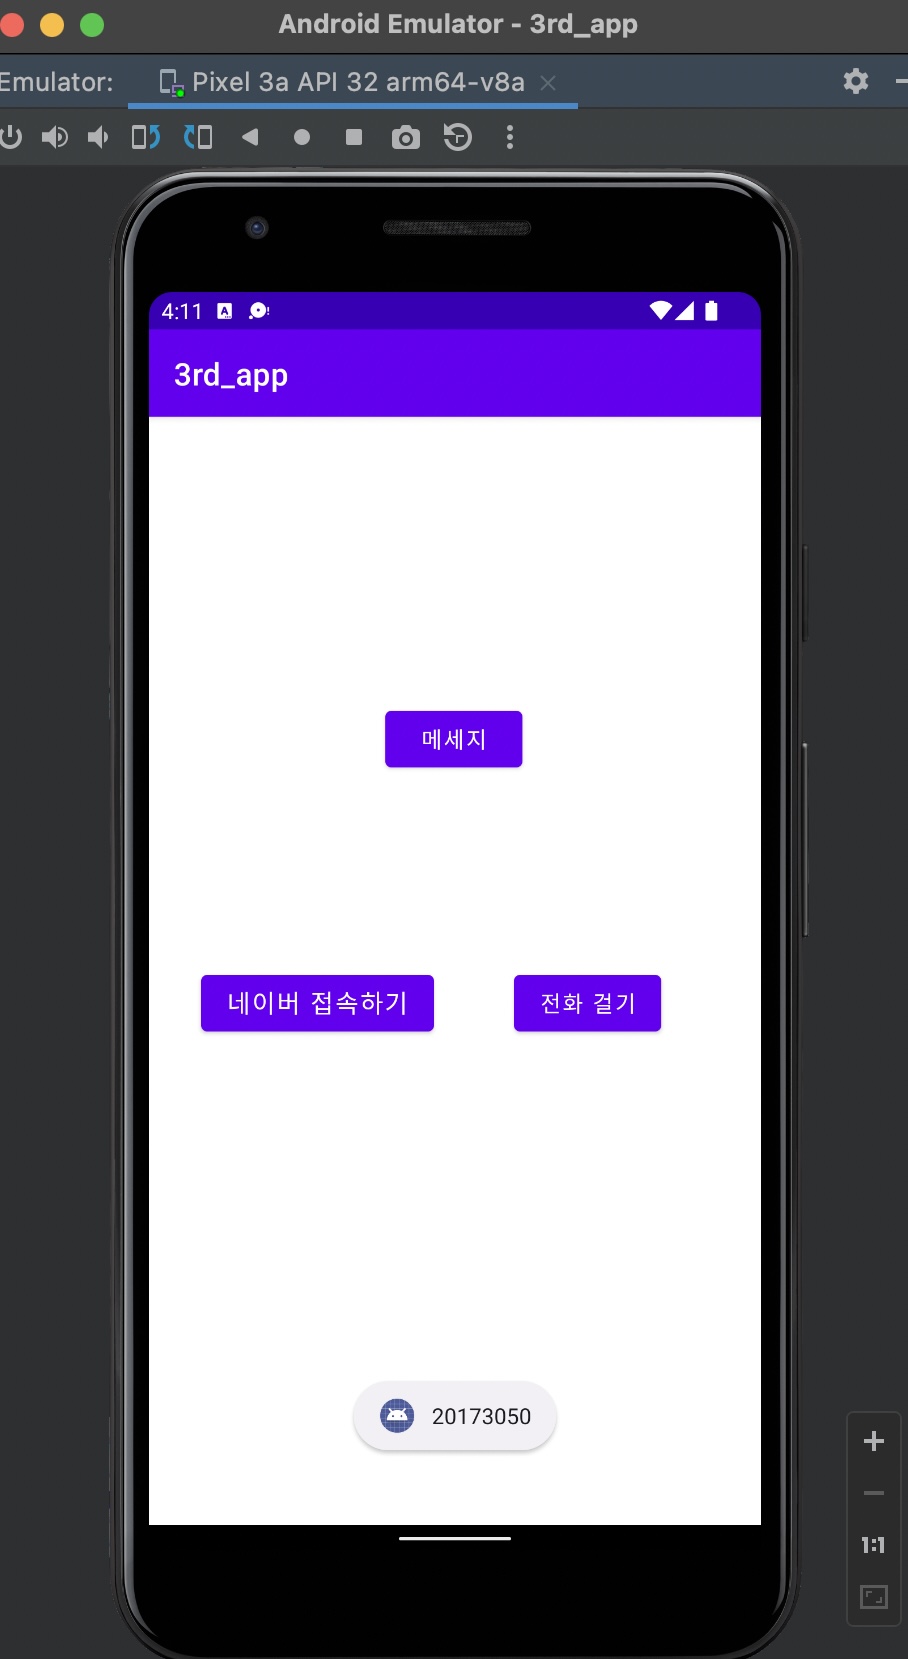 Android Emulator - 3rd_app
Emulator:
Pixel 3a API 32 arm64-v8a
4:11
3rd_app
메세지
네이버 접속하기
전화 걸기
20173050
1:1